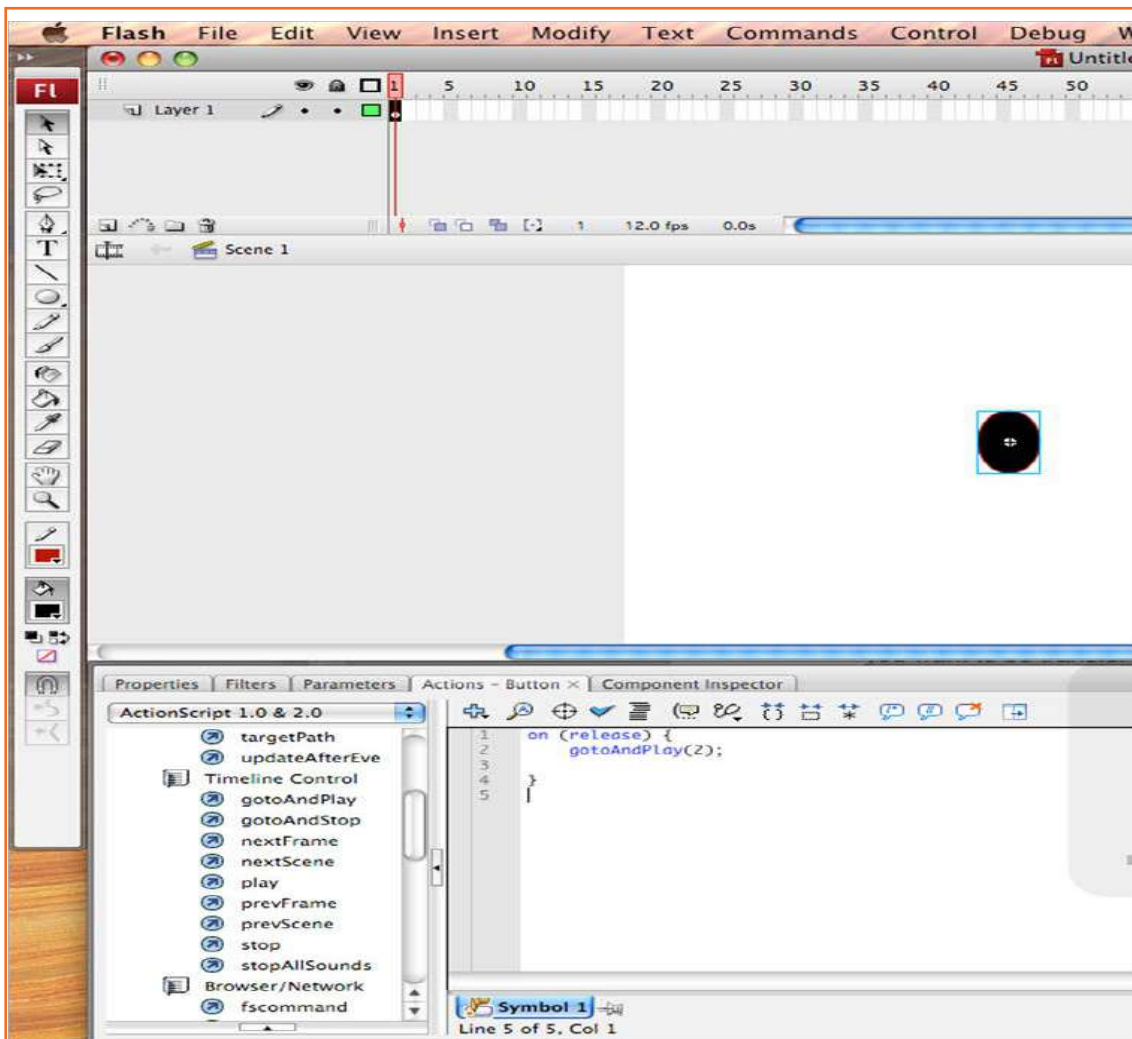 Flash File Edit View Insert Modify Text Commands Control Debug W
Untitle
Fl
1 5 10 15 20 25 30 35 40 45 50
Layer 1
1 12.0 fps 0.0s
T
Scene 1
Properties Filters Parameters Actions - Button × Component Inspector
ActionScript 1.0 & 2.0
targetPath
updateAfterEve
Timeline Control
gotoAndPlay
gotoAndStop
nextFrame
nextScene
play
prevFrame
prevScene
stop
stopAllSounds
Browser/Network
fscommand
1 on (release) {
2 gotoAndPlay(2);
3
4 }
5
Symbol 1
Line 5 of 5, Col 1